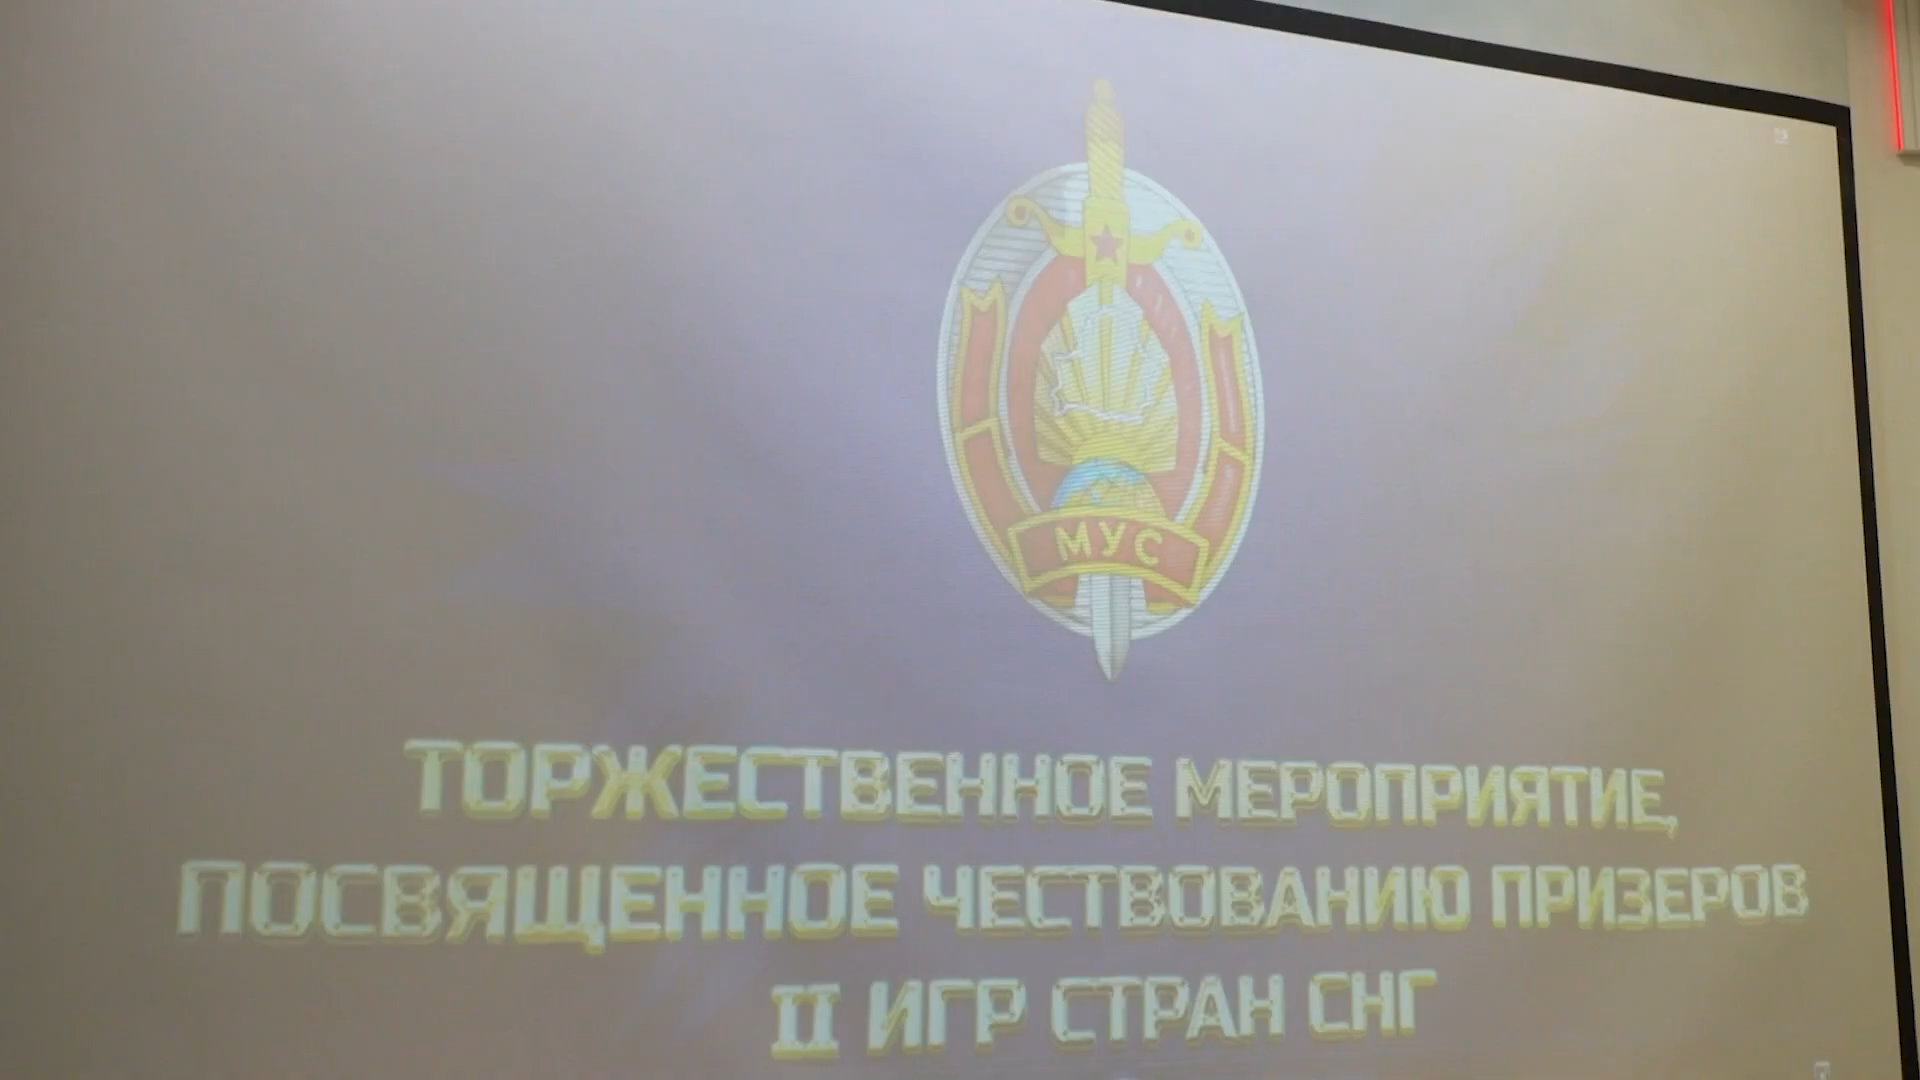 МУС
ТОРЖЕСТВЕННОЕ МЕРОПРИЯТИЕ,
ПОСВЯЩЕННОЕ ЧЕСТВОВАНИЮ ПРИЗЕРОВ
II ИГР СТРАН СНГ